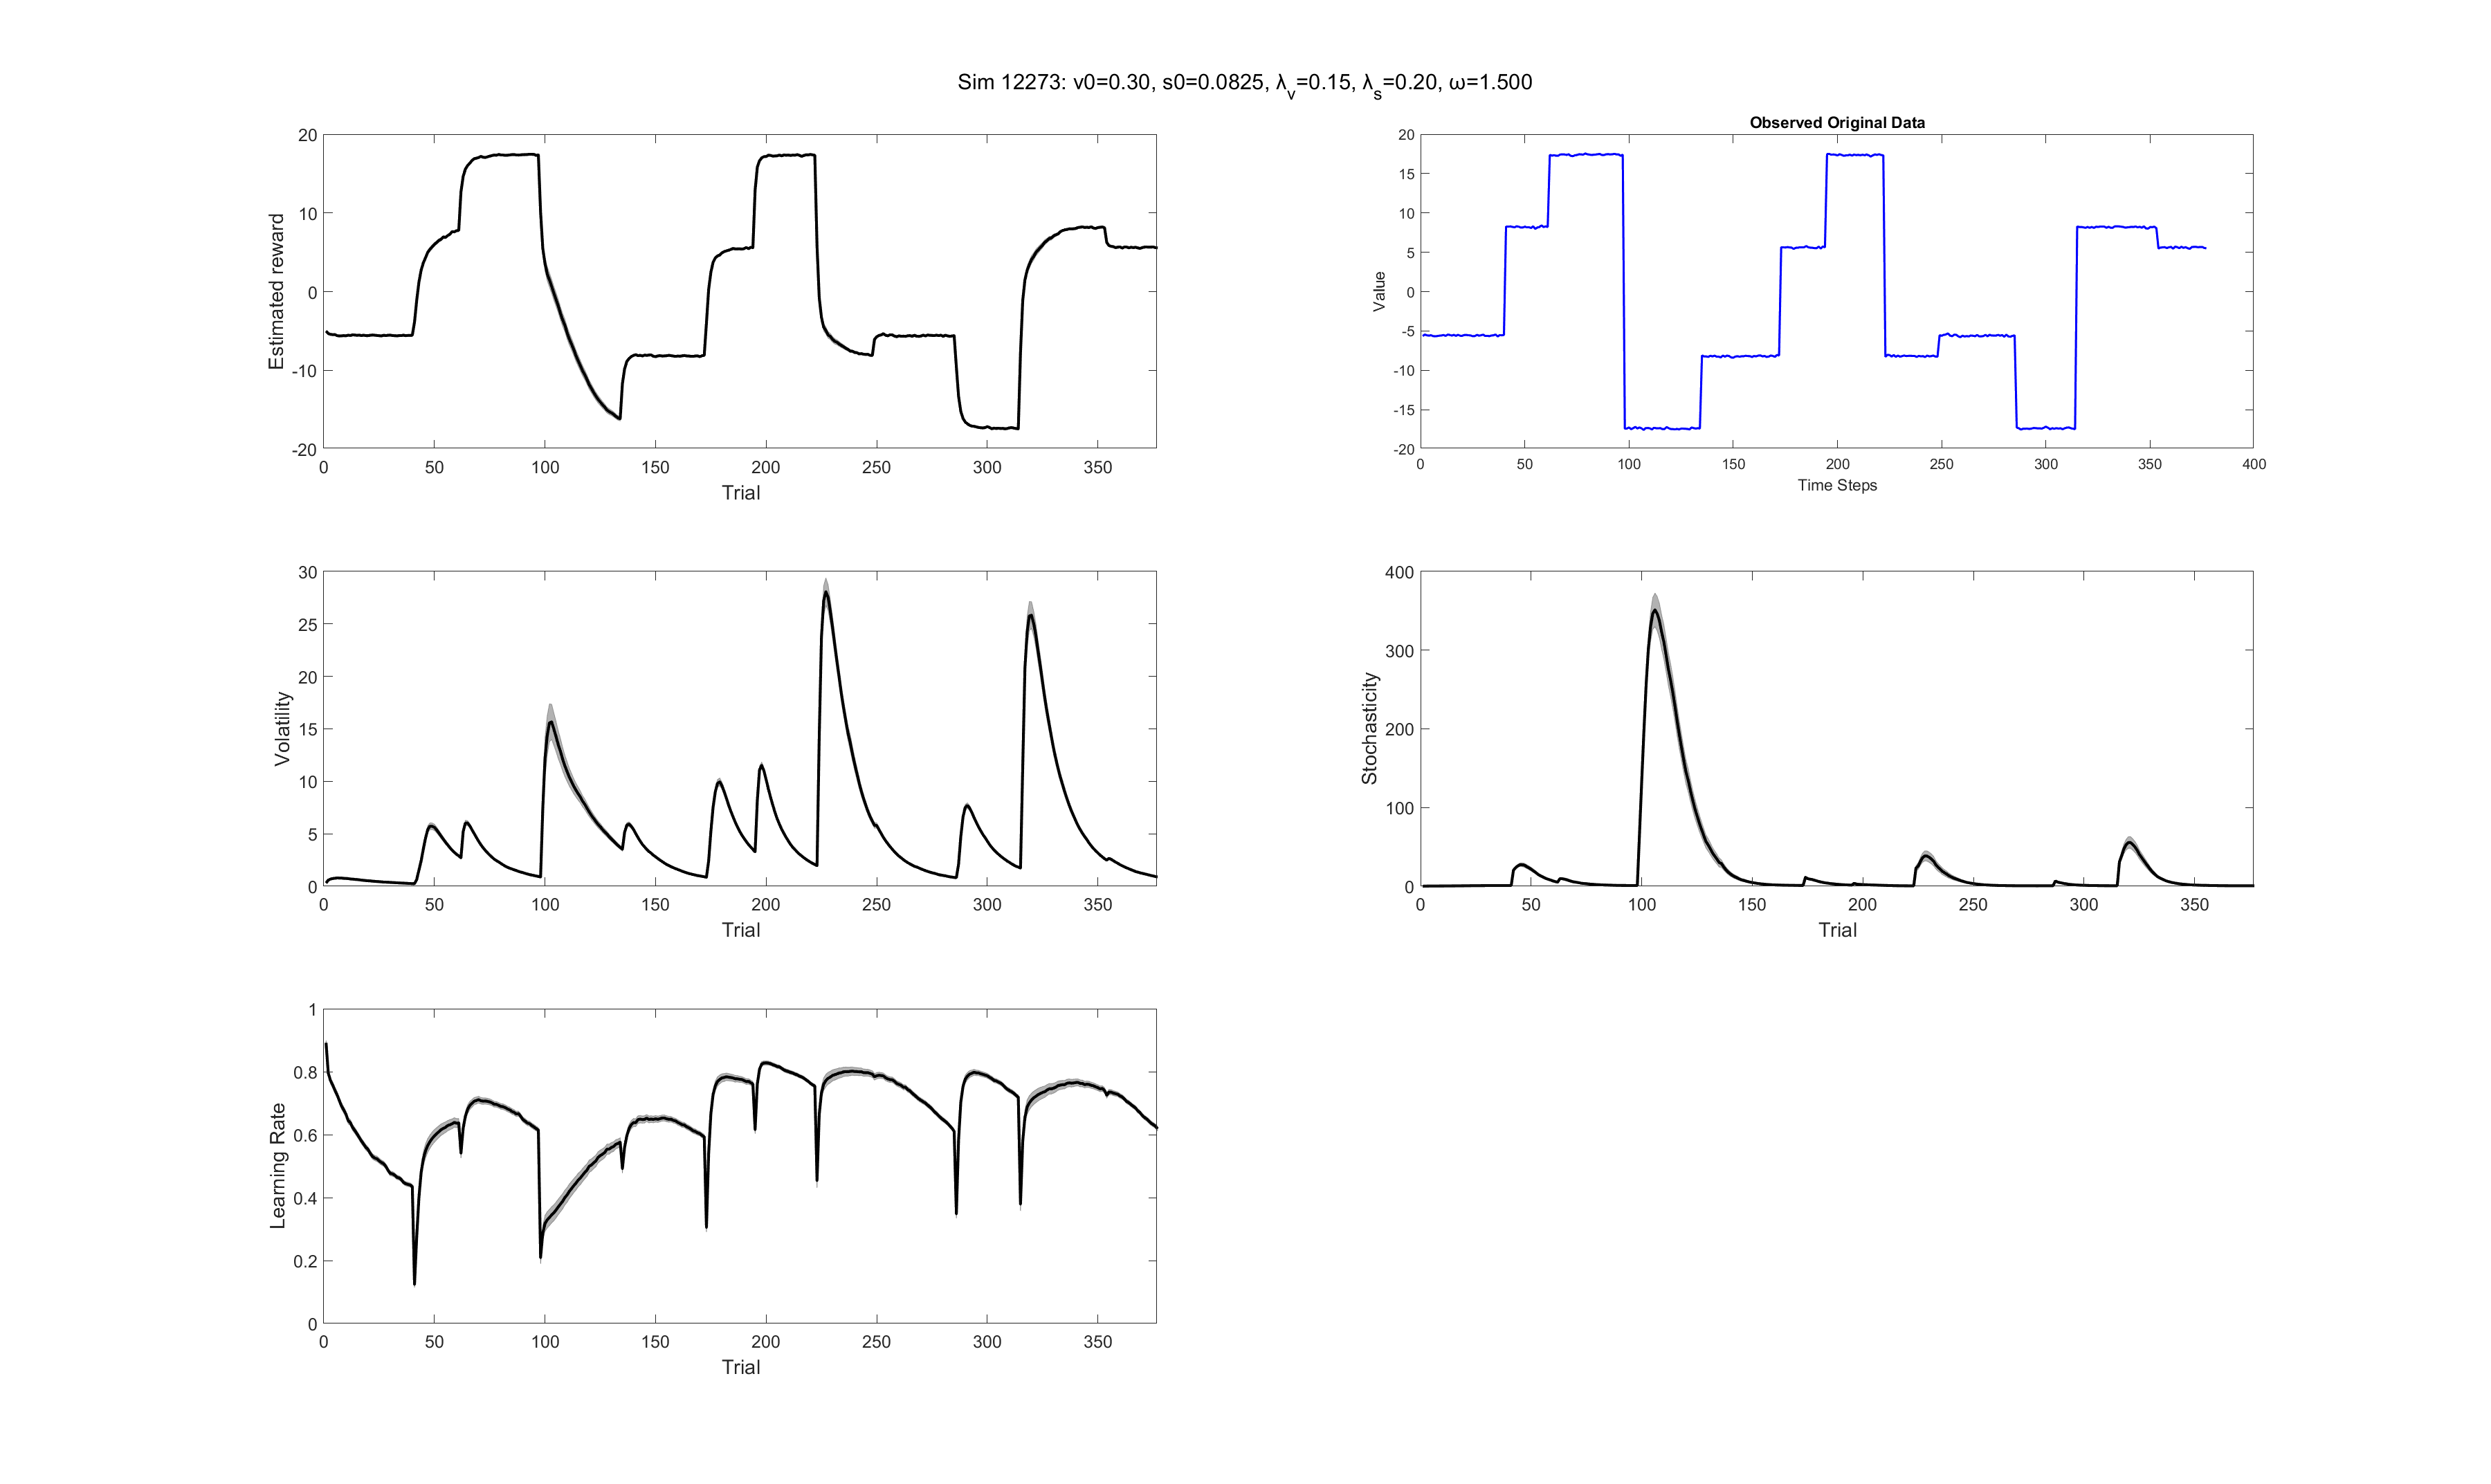 Sim 12273: v0=0.30, s0=0.0825, λv=0.15, λs=0.20, ω=1.500
20
10
0
-10
-20
Estimated reward
0 50 100 150 200 250 300 350
Trial
Observed Original Data
20
15
10
5
0
-5
-10
-15
-20
Value
0 50 100 150 200 250 300 350 400
Time Steps
30
25
20
15
10
5
0
Volatility
0 50 100 150 200 250 300 350
Trial
400
300
200
100
0
Stochasticity
0 50 100 150 200 250 300 350
Trial
1
0.8
0.6
0.4
0.2
0
Learning Rate
0 50 100 150 200 250 300 350
Trial